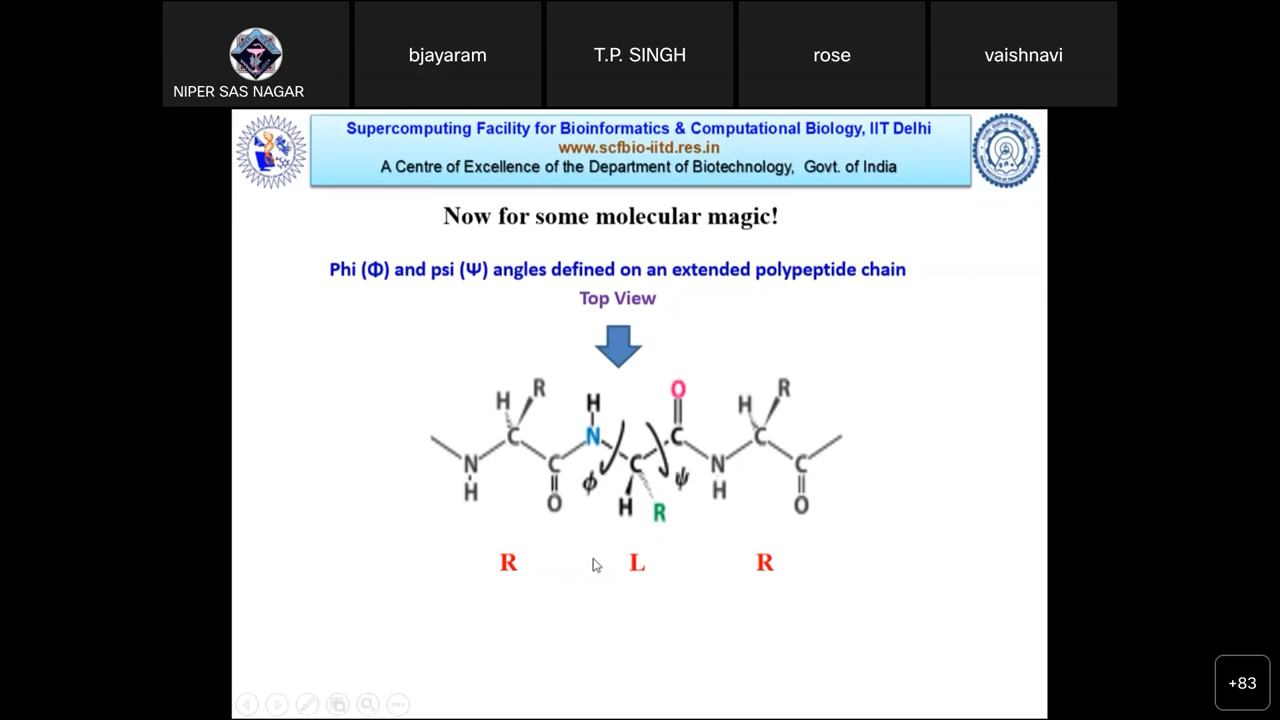 bjayaram
T.P. SINGH
rose
vaishnavi
NIPER SAS NAGAR
Supercomputing Facility for Bioinformatics & Computational Biology, IIT Delhi
www.scfbio-iitd.res.in
A Centre of Excellence of the Department of Biotechnology, Govt. of India
Now for some molecular magic!
Phi (Φ) and psi (Ψ) angles defined on an extended polypeptide chain
Top View
H R H O H R
C N C C
N C C N C
H O ϕ H R ψ H O
R L R
+83